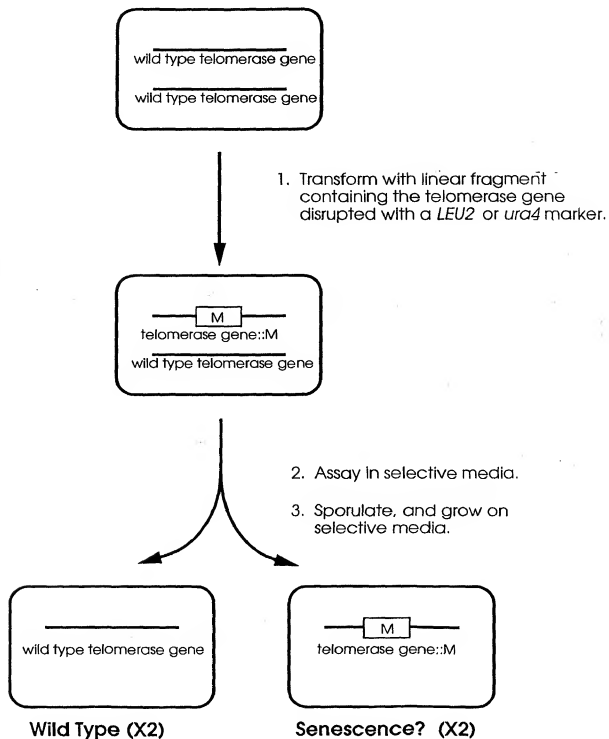 wild type telomerase gene
wild type telomerase gene
1. Transform with linear fragment
containing the telomerase gene
disrupted with a LEU2 or ura4 marker.
M
telomerase gene::M
wild type telomerase gene
2. Assay in selective media.
3. Sporulate, and grow on
selective media.
wild type telomerase gene
M
telomerase gene::M
Wild Type (X2)
Senescence? (X2)